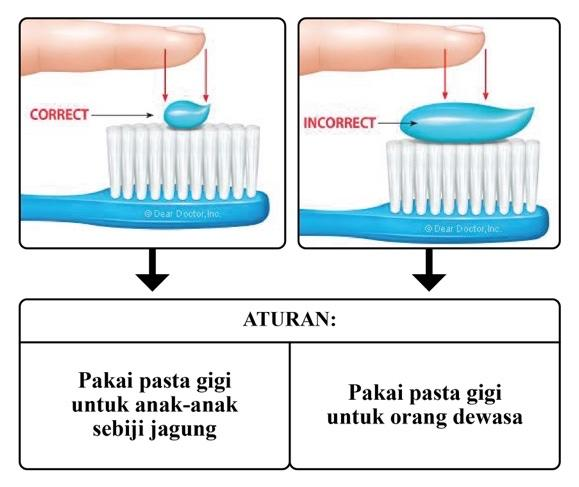 CORRECT
© Dear Doctor, Inc.
INCORRECT
© Dear Doctor, Inc.
ATURAN:
Pakai pasta gigi
untuk anak-anak
sebiji jagung
Pakai pasta gigi
untuk orang dewasa